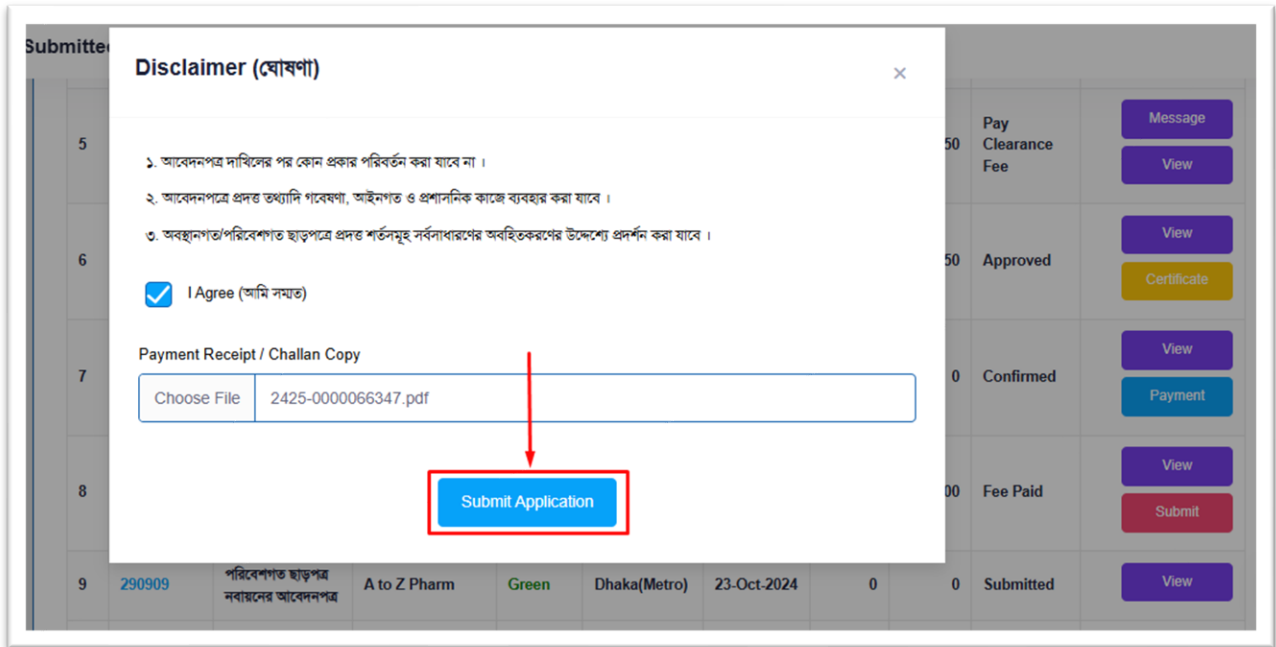 Submitte
Disclaimer (ঘোষণা)
×
১. আবেদনপত্র দাখিলের পর কোন প্রকার পরিবর্তন করা যাবে না ।
২. আবেদনপত্রে প্রদত্ত তথ্যাদি গবেষণা, আইনগত ও প্রশাসনিক কাজে ব্যবহার করা যাবে ।
৩. অবস্থানগত/পরিবেশগত ছাড়পত্রে প্রদত্ত শর্তসমূহ সর্বসাধারণের অবহিতকরণের উদ্দেশ্যে প্রদর্শন করা যাবে ।
I Agree (আমি সম্মত)
Payment Receipt / Challan Copy
Choose File 2425-0000066347.pdf
Submit Application
5 50 Pay Clearance Fee Message View
6 50 Approved View Certificate
7 0 Confirmed View Payment
8 00 Fee Paid View Submit
9 290909 পরিবেশগত ছাড়পত্র নবায়নের আবেদনপত্র A to Z Pharm Green Dhaka(Metro) 23-Oct-2024 0 0 Submitted View